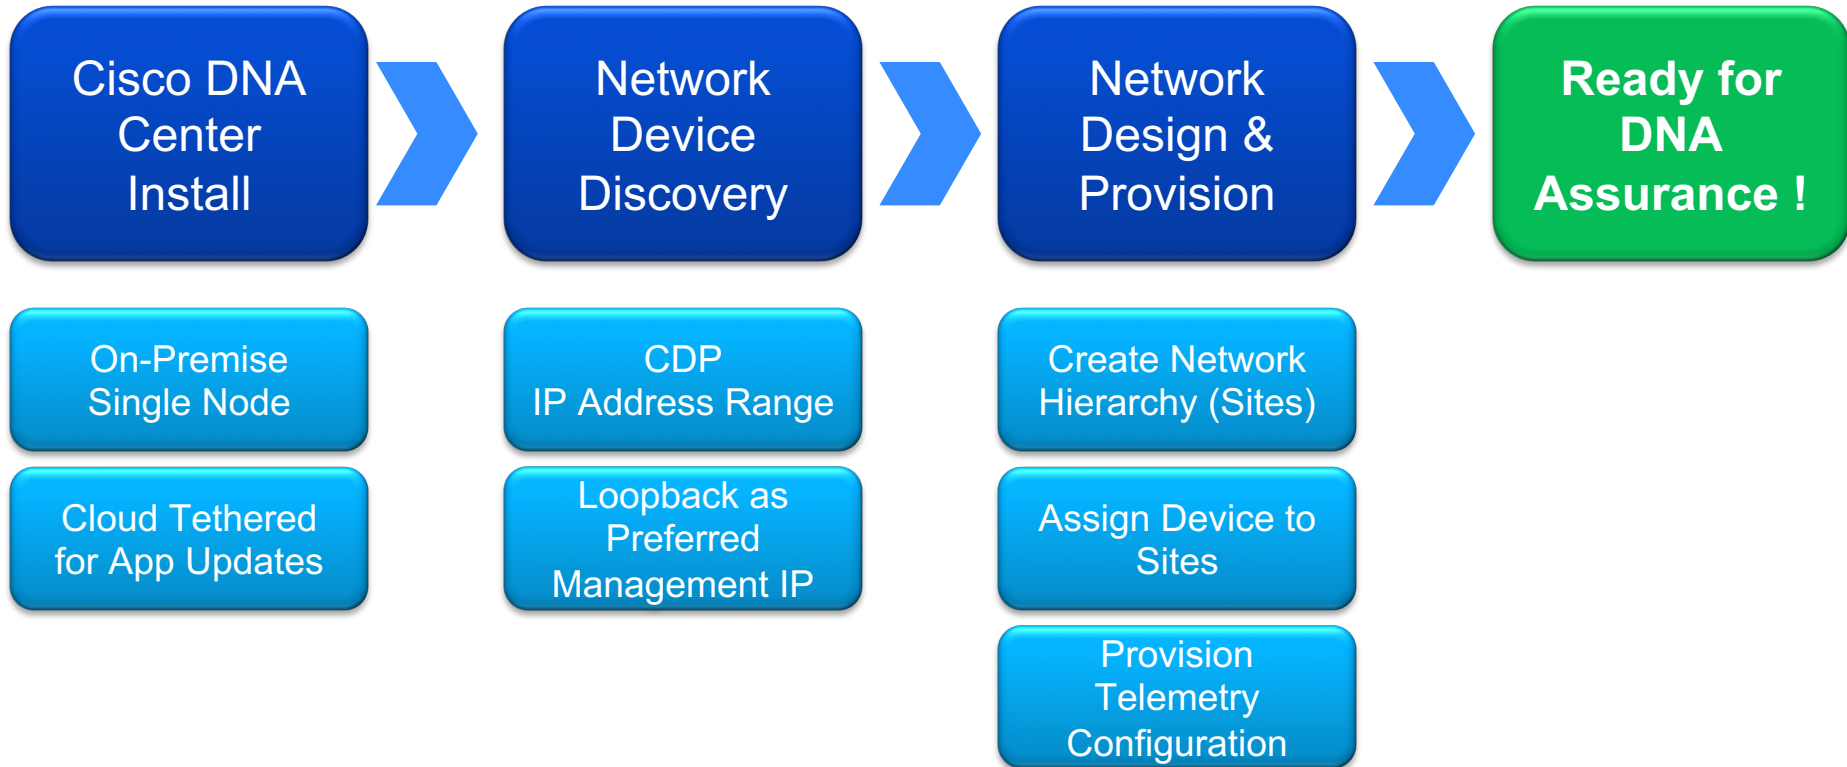 Cisco DNA
Center
Install
Network
Device
Discovery
Network
Design &
Provision
Ready for
DNA
Assurance !
On-Premise
Single Node
CDP
IP Address Range
Create Network
Hierarchy (Sites)
Cloud Tethered
for App Updates
Loopback as
Preferred
Management IP
Assign Device to
Sites
Provision
Telemetry
Configuration